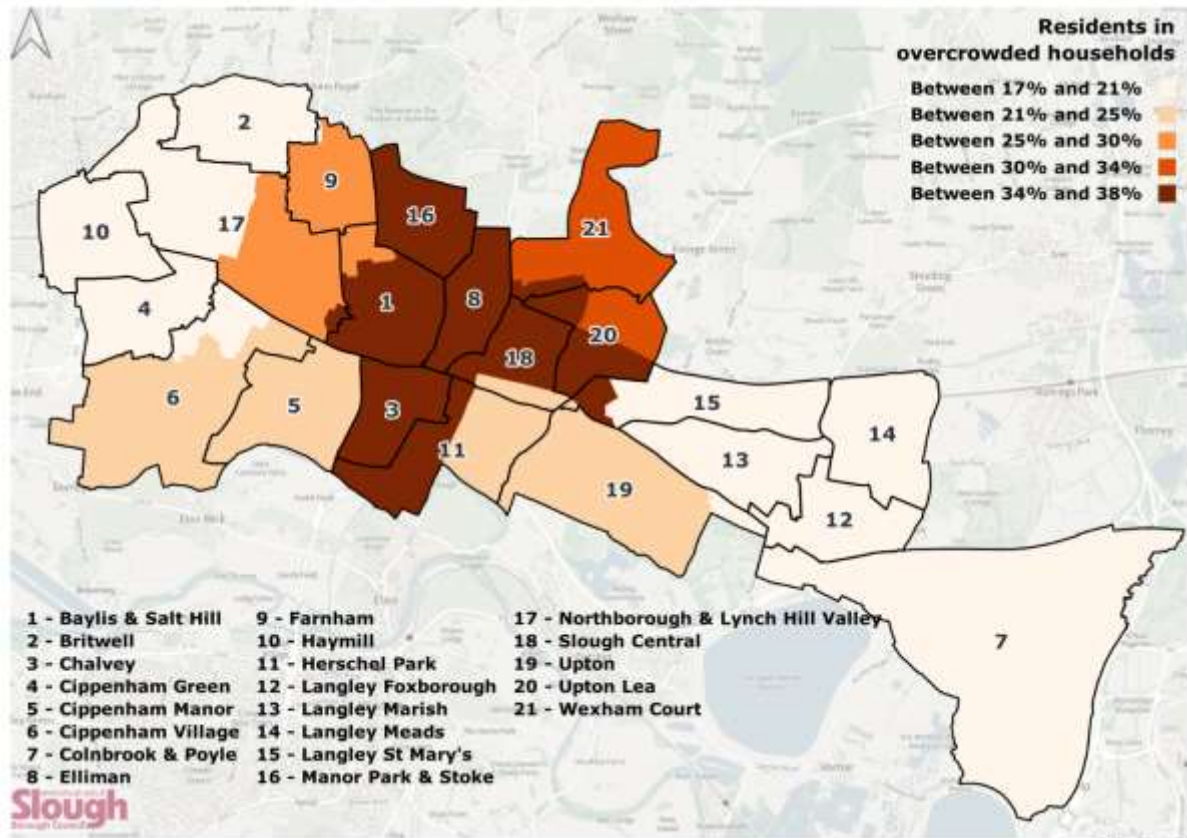 Residents in
overcrowded households
Between 17% and 21%
Between 21% and 25%
Between 25% and 30%
Between 30% and 34%
Between 34% and 38%
2
9
16
21
10
17
1
8
4
20
18
6
5
3
15
14
11
13
19
12
7
1 - Baylis & Salt Hill
2 - Britwell
3 - Chalvey
4 - Cippenham Green
5 - Cippenham Manor
6 - Cippenham Village
7 - Colnbrook & Poyle
8 - Elliman
9 - Farnham
10 - Haymill
11 - Herschel Park
12 - Langley Foxborough
13 - Langley Marish
14 - Langley Meads
15 - Langley St Mary's
16 - Manor Park & Stoke
17 - Northborough & Lynch Hill Valley
18 - Slough Central
19 - Upton
20 - Upton Lea
21 - Wexham Court
Slough
Borough Council